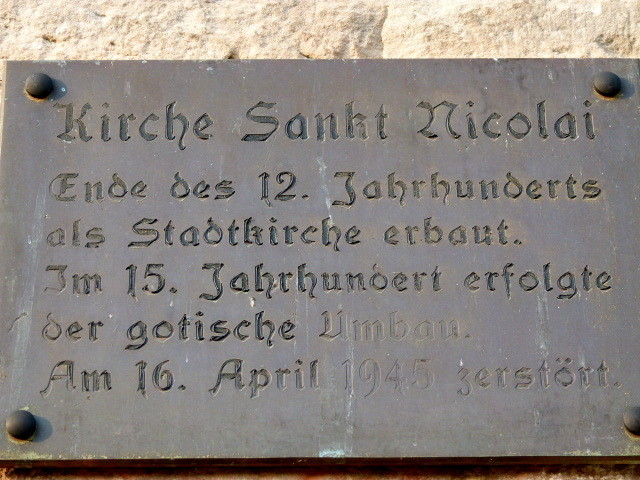 Kirche Sankt Nicolai
Ende des 12. Jahrhunderts
als Stadtkirche erbaut.
Im 15. Jahrhundert erfolgte
der gotische Umbau.
Am 16. April 1945 zerstört.